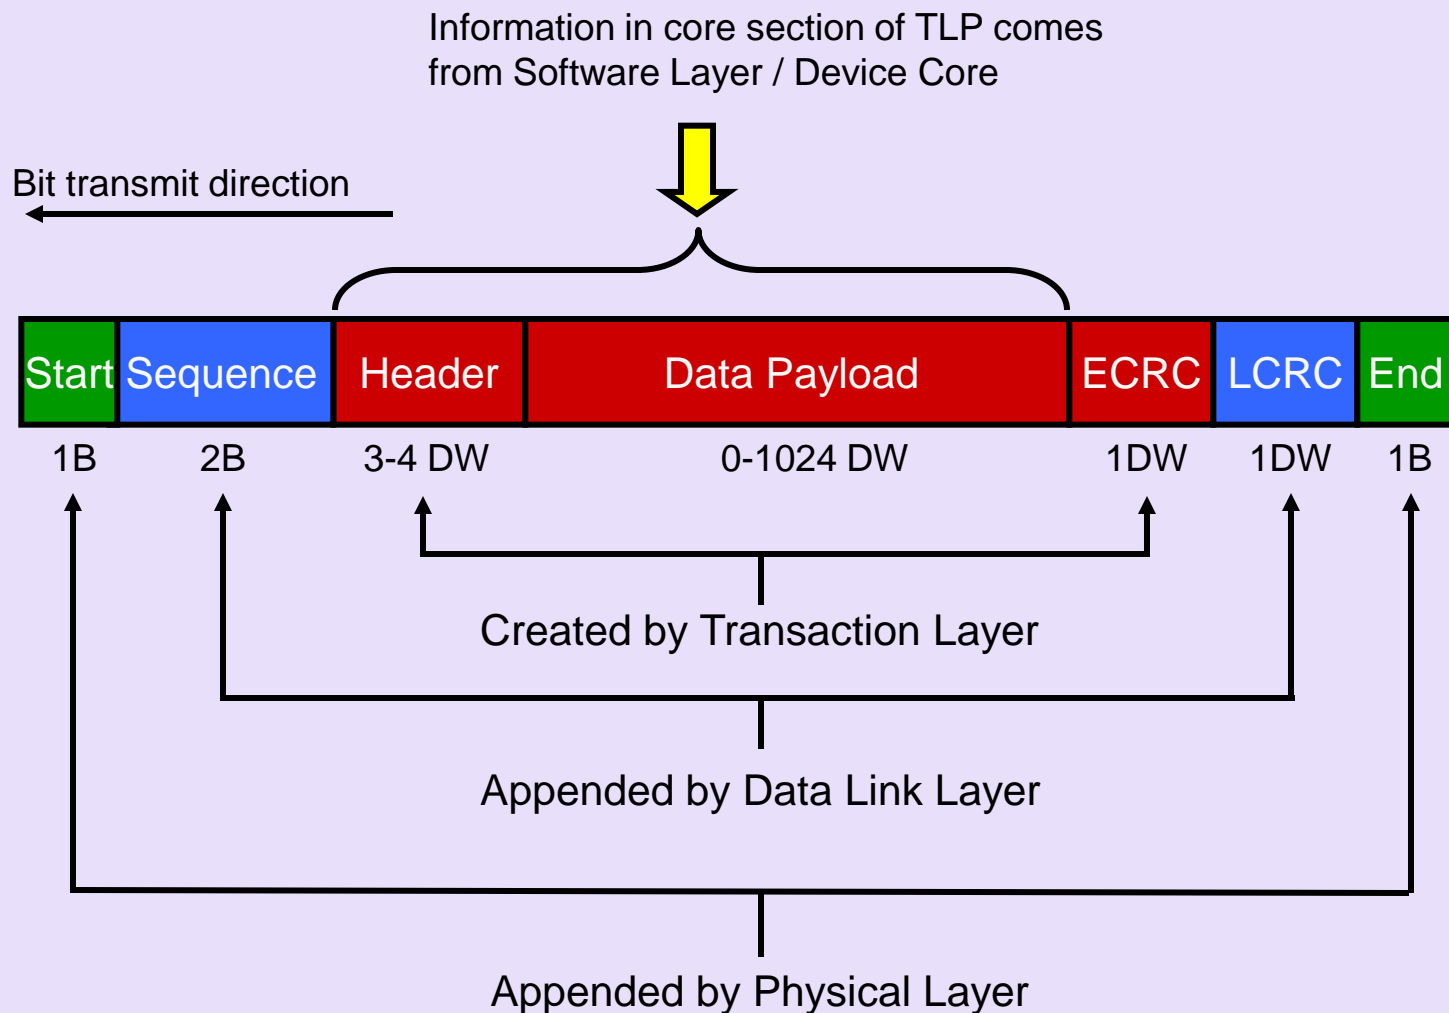 Information in core section of TLP comes
from Software Layer / Device Core
Bit transmit direction
Start Sequence Header Data Payload ECRC LCRC End
1B 2B 3-4 DW 0-1024 DW 1DW 1DW 1B
Created by Transaction Layer
Appended by Data Link Layer
Appended by Physical Layer